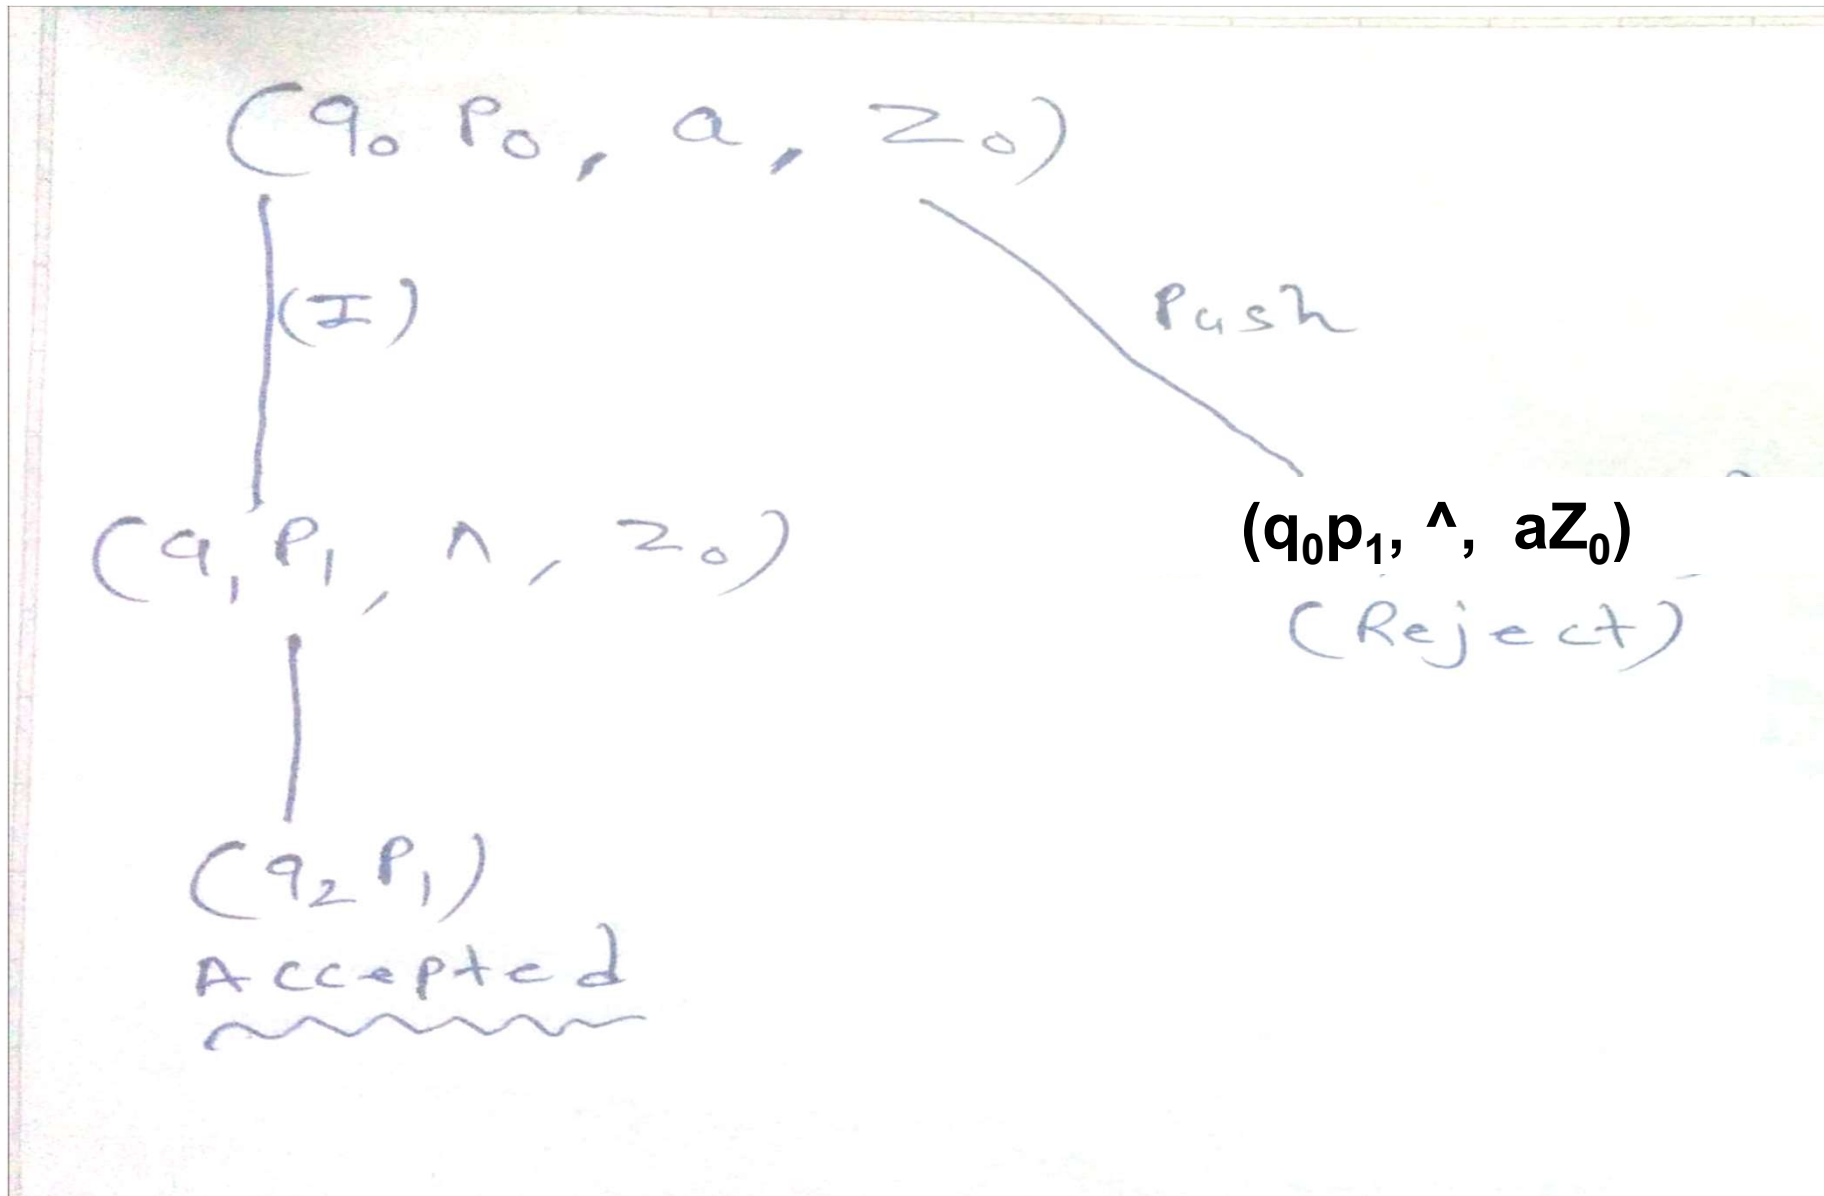 (q₀ p₀, a, Z₀)
(I)
Push
(q₁ p₁, ^, Z₀)
(q₀p₁, ^, aZ₀)
(Reject)
(q₂ p₁)
Accepted